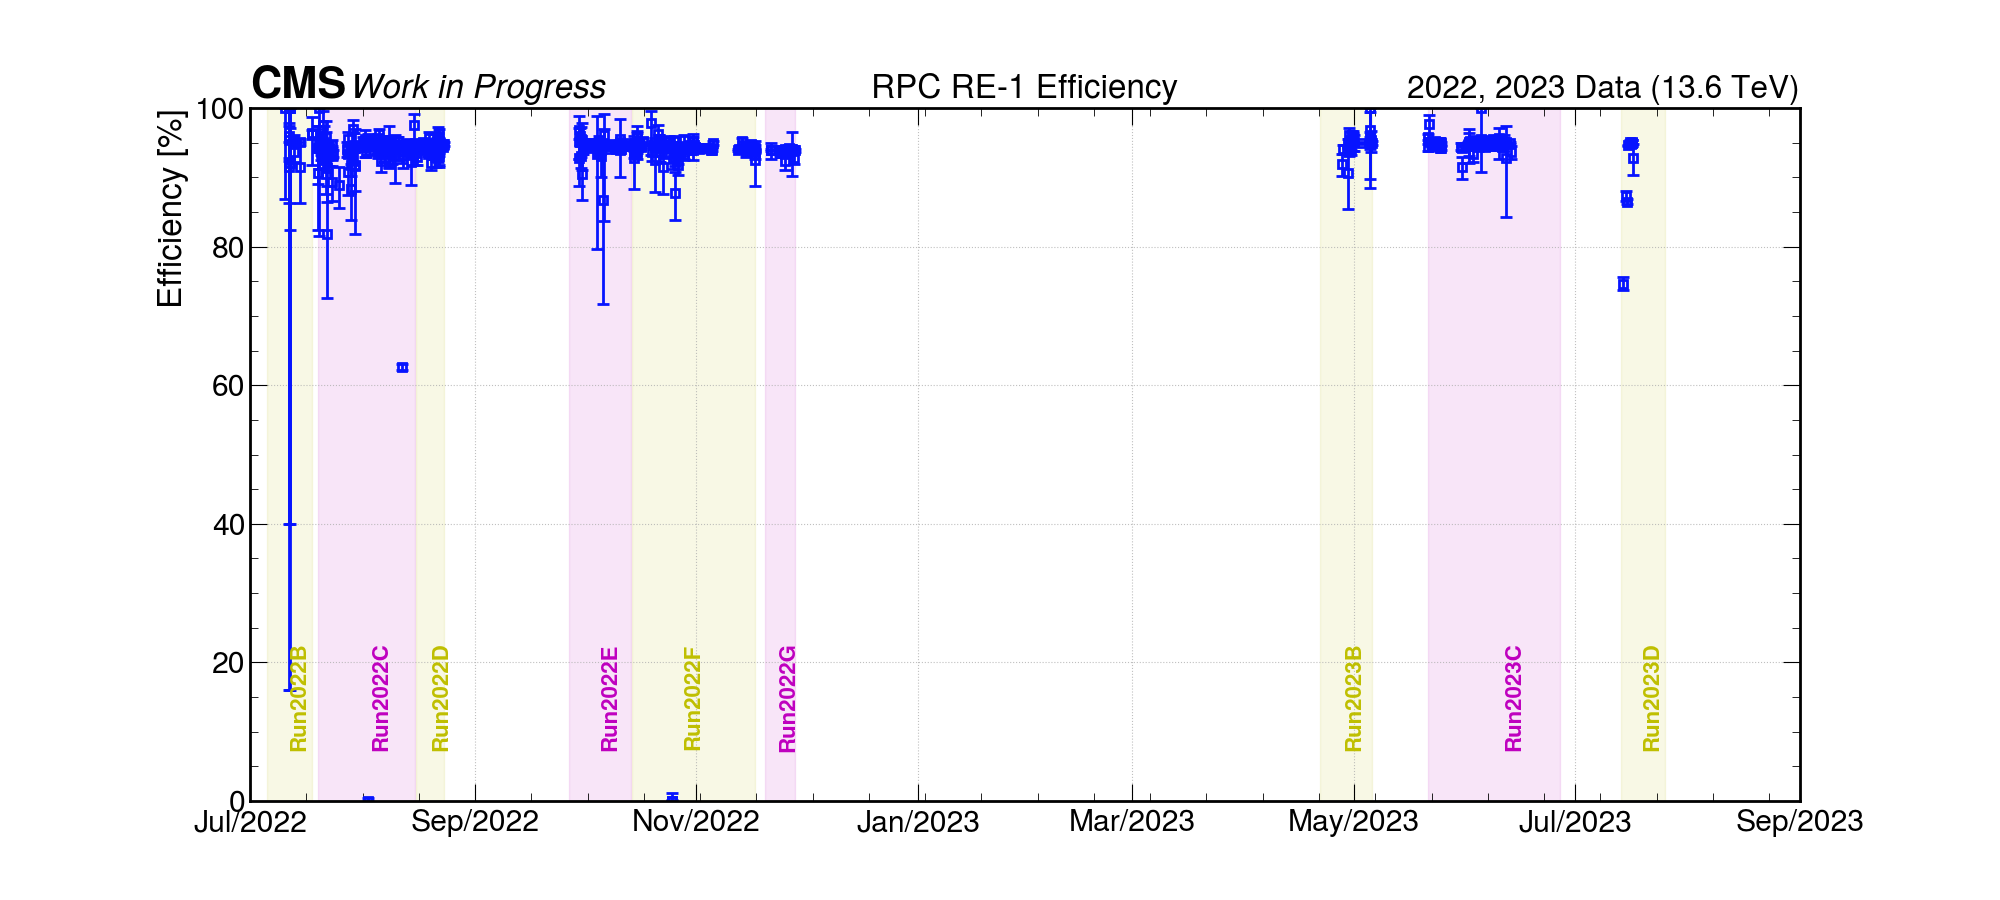 CMS Work in Progress RPC RE-1 Efficiency 2022, 2023 Data (13.6 TeV)
Efficiency [%]
100
80
60
40
20
0
Run2022B Run2022C Run2022D Run2022E Run2022F Run2022G Run2023B Run2023C Run2023D
Jul/2022 Sep/2022 Nov/2022 Jan/2023 Mar/2023 May/2023 Jul/2023 Sep/2023